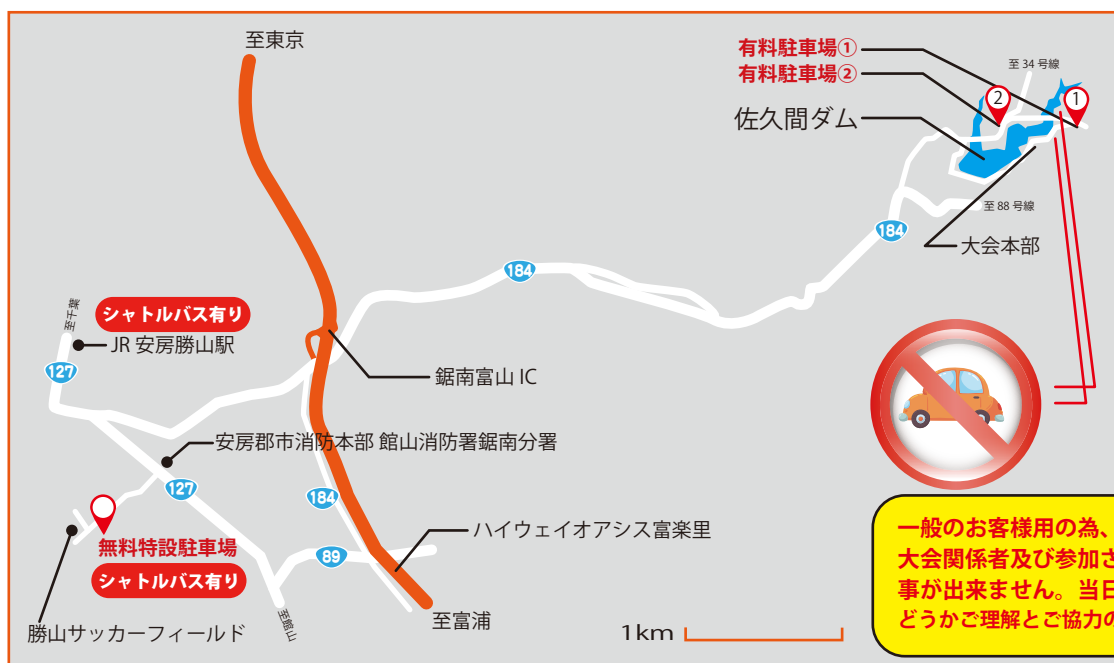 至東京
有料駐車場①
有料駐車場②
至 34 号線
2
1
佐久間ダム
至 88 号線
184
大会本部
184
至千葉
シャトルバス有り
JR 安房勝山駅
127
鋸南富山 IC
安房郡市消防本部 館山消防署鋸南分署
127
184
ハイウェイオアシス富楽里
無料特設駐車場
89
シャトルバス有り
至館山
至富浦
勝山サッカーフィールド
1km
一般のお客様用の為、
大会関係者及び参加さ
事が出来ません。当日
どうかご理解とご協力の